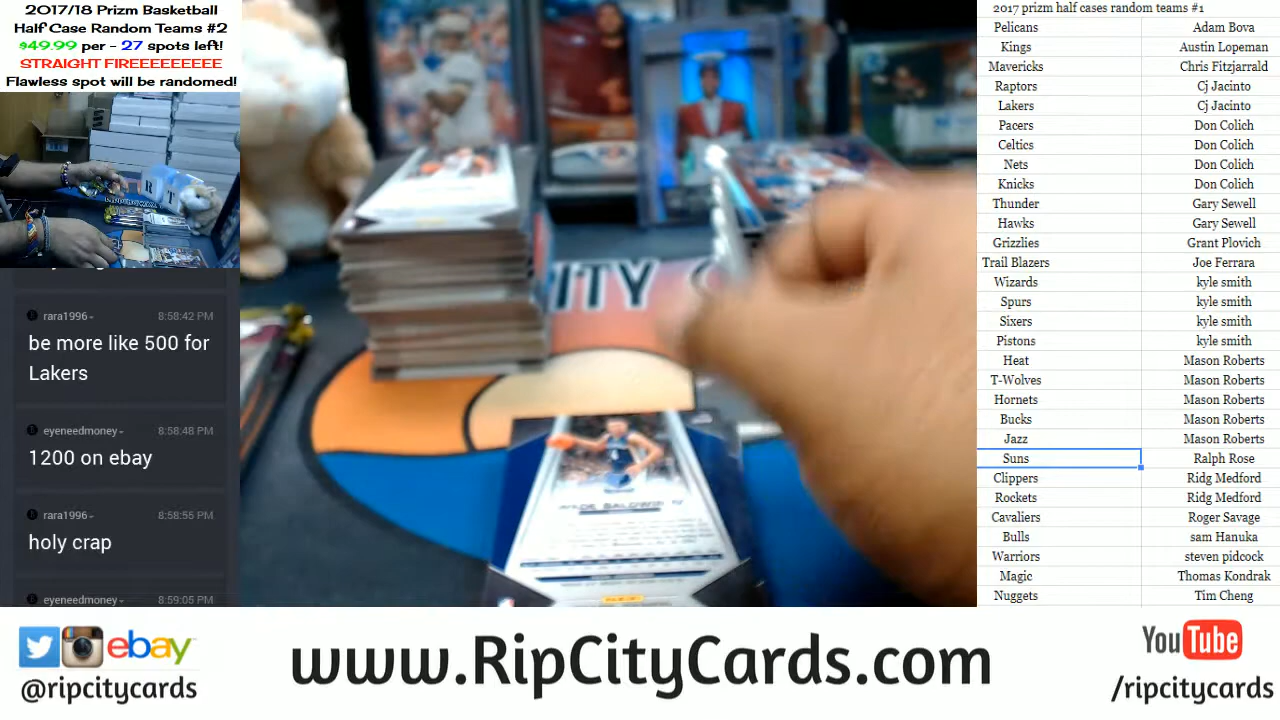 2017/18 Prizm Basketball
Half Case Random Teams #2
$49.99 per - 27 spots left!
STRAIGHT FIREEEEEEEEE
Flawless spot will be randomed!
rara1996 8:58:42 PM
be more like 500 for
Lakers
eyeneedmoney 8:58:48 PM
1200 on ebay
rara1996 8:58:55 PM
holy crap
eyeneedmoney 8:59:05 PM
R T
ITY C
WADE BALDWIN IV
2017 prizm half cases random teams #1
Pelicans Adam Bova
Kings Austin Lopeman
Mavericks Chris Fitzjarrald
Raptors Cj Jacinto
Lakers Cj Jacinto
Pacers Don Colich
Celtics Don Colich
Nets Don Colich
Knicks Don Colich
Thunder Gary Sewell
Hawks Gary Sewell
Grizzlies Grant Plovich
Trail Blazers Joe Ferrara
Wizards kyle smith
Spurs kyle smith
Sixers kyle smith
Pistons kyle smith
Heat Mason Roberts
T-Wolves Mason Roberts
Hornets Mason Roberts
Bucks Mason Roberts
Jazz Mason Roberts
Suns Ralph Rose
Clippers Ridg Medford
Rockets Ridg Medford
Cavaliers Roger Savage
Bulls sam Hanuka
Warriors steven pidcock
Magic Thomas Kondrak
Nuggets Tim Cheng
ebay
@ripcitycards
www.RipCityCards.com
YouTube
/ripcitycards